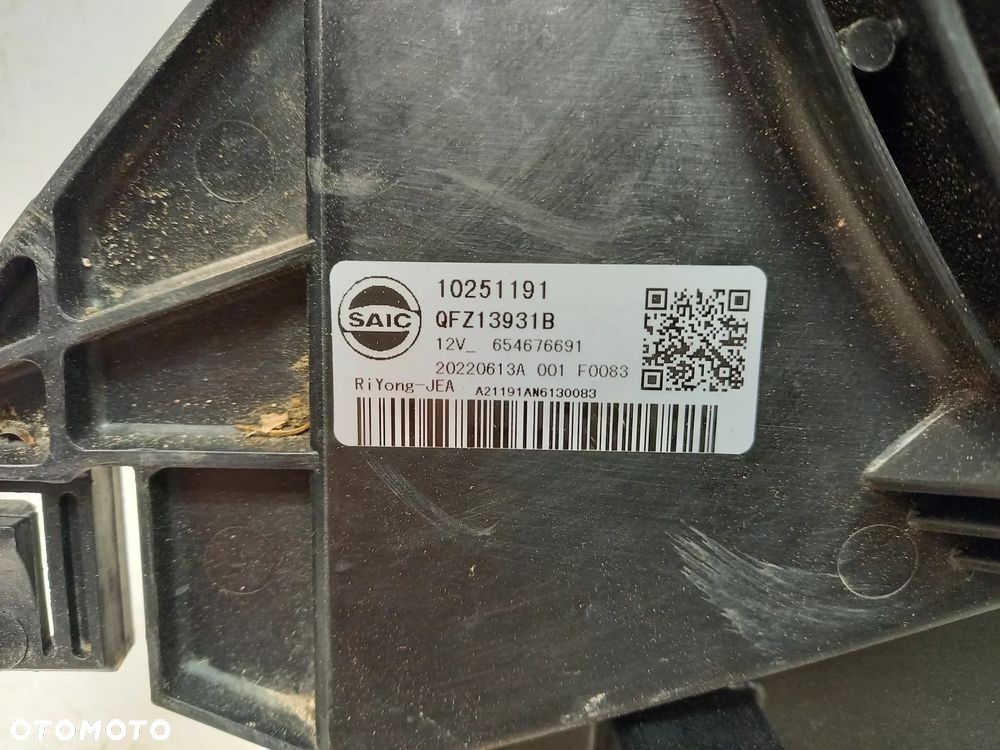 SAIC
10251191
QFZ13931B
12V_ 654676691
20220613A 001 F0083
RiYong-JEA A21191AN6130083
OTOMOTO